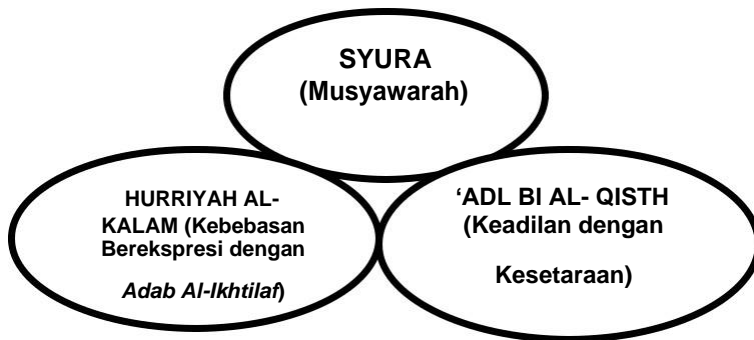 SYURA
(Musyawarah)
HURRIYAH AL-
KALAM (Kebebasan
Berekspresi dengan
Adab Al-Ikhtilaf)
‘ADL BI AL- QISTH
(Keadilan dengan
Kesetaraan)